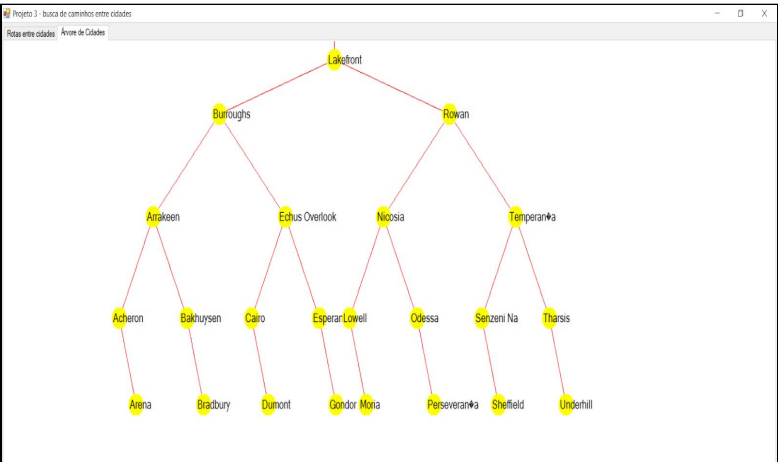 Projeto 3 - busca de caminhos entre cidades
Rotas entre cidades Árvore de Cidades
Lakefront
Burroughs Rowan
Arrakeen Echus Overlook Nicosia Temperan�a
Acheron Bakhuysen Cairo Esperan Lowell Odessa Senzeni Na Tharsis
Arena Bradbury Dumont Gondor Mona Perseveran�a Sheffield Underhill